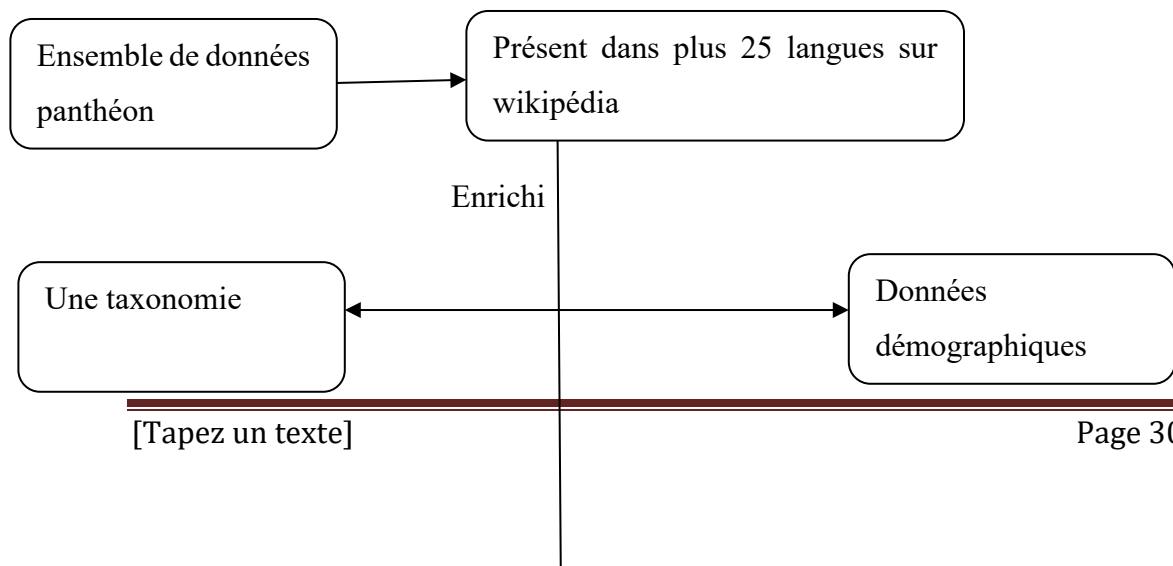 Ensemble de données
panthéon
Présent dans plus 25 langues sur
wikipédia
Enrichi
Une taxonomie
Données
démographiques
[Tapez un texte]
Page 30